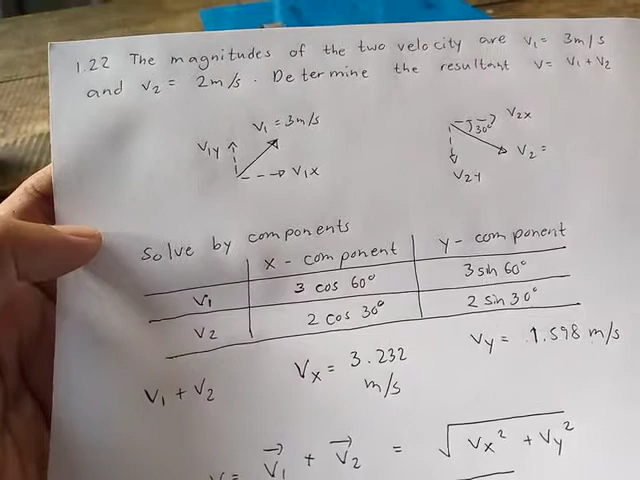 1.22 The magnitudes of the two velocity are v₁ = 3m/s
and v₂ = 2m/s. Determine the resultant v = v₁ + v₂
v₁ = 3m/s
V₁y
V₁x
30°
V₂x
V₂ =
V₂y
Solve by components
x - component
y - component
V₁
3 cos 60°
3 sin 60°
V₂
2 cos 30°
2 sin 30°
V₁ + V₂
Vx = 3.232
m/s
Vy = 1.598 m/s
V₁ + V₂ = √Vx² + Vy²